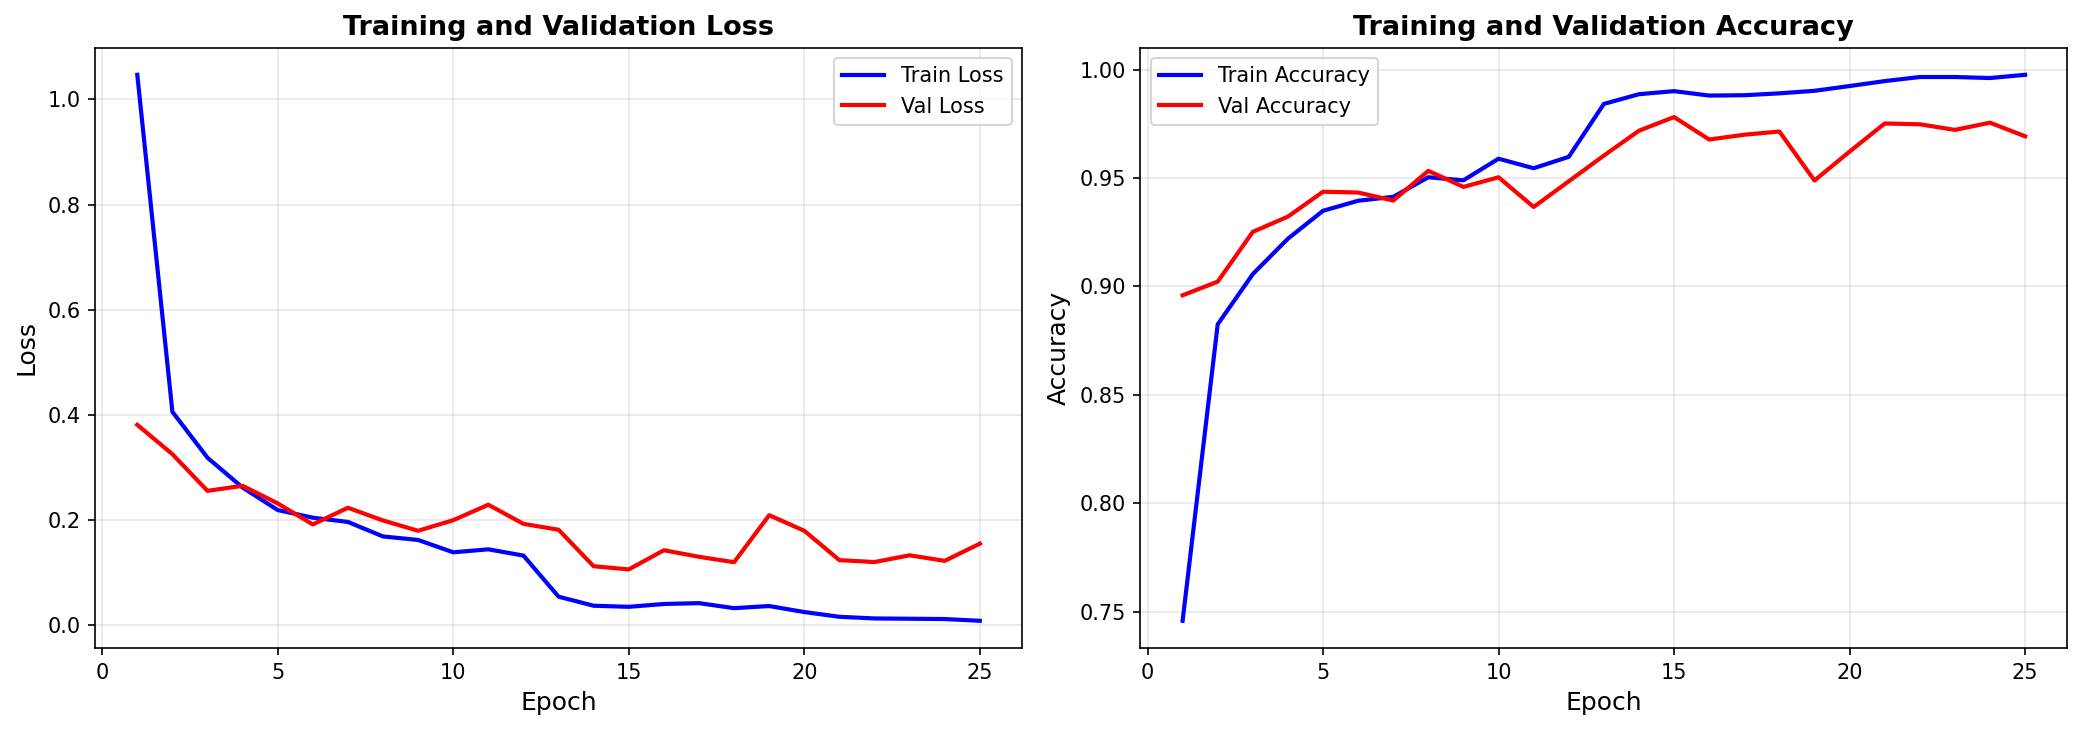 Training and Validation Loss
Train Loss
Val Loss
1.0
0.8
0.6
0.4
0.2
0.0
Loss
0 5 10 15 20 25
Epoch
Training and Validation Accuracy
Train Accuracy
Val Accuracy
1.00
0.95
0.90
0.85
0.80
0.75
Accuracy
0 5 10 15 20 25
Epoch